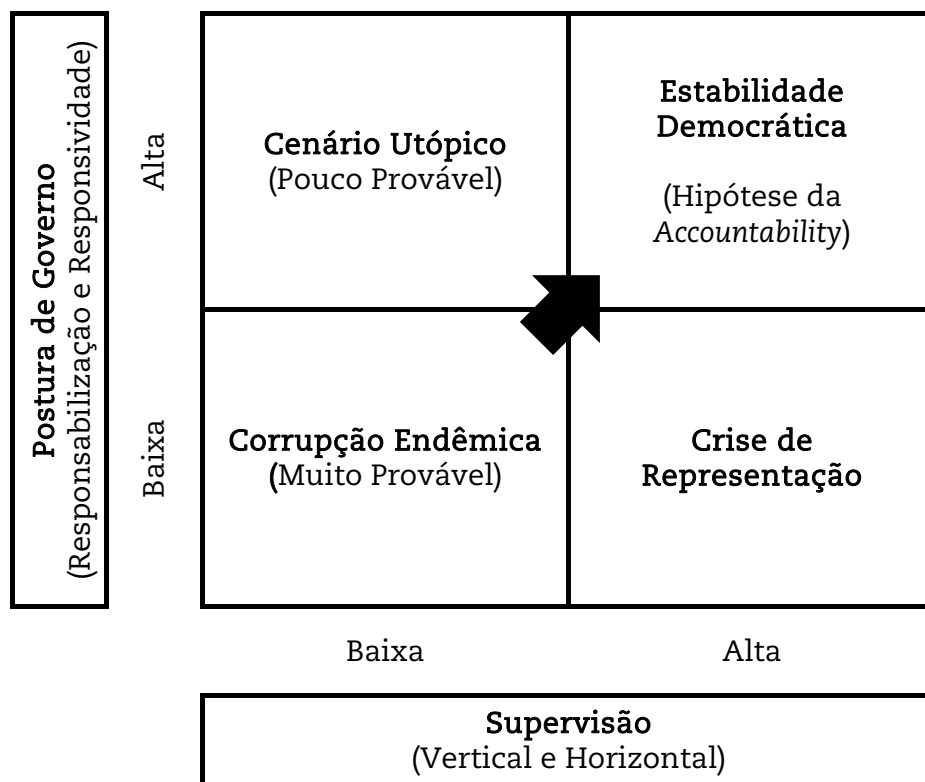 Postura de Governo
(Responsabilização e Responsividade)
Alta
Cenário Utópico
(Pouco Provável)
Estabilidade
Democrática
(Hipótese da
Accountability)
Baixa
Corrupção Endêmica
(Muito Provável)
Crise de
Representação
Baixa
Alta
Supervisão
(Vertical e Horizontal)